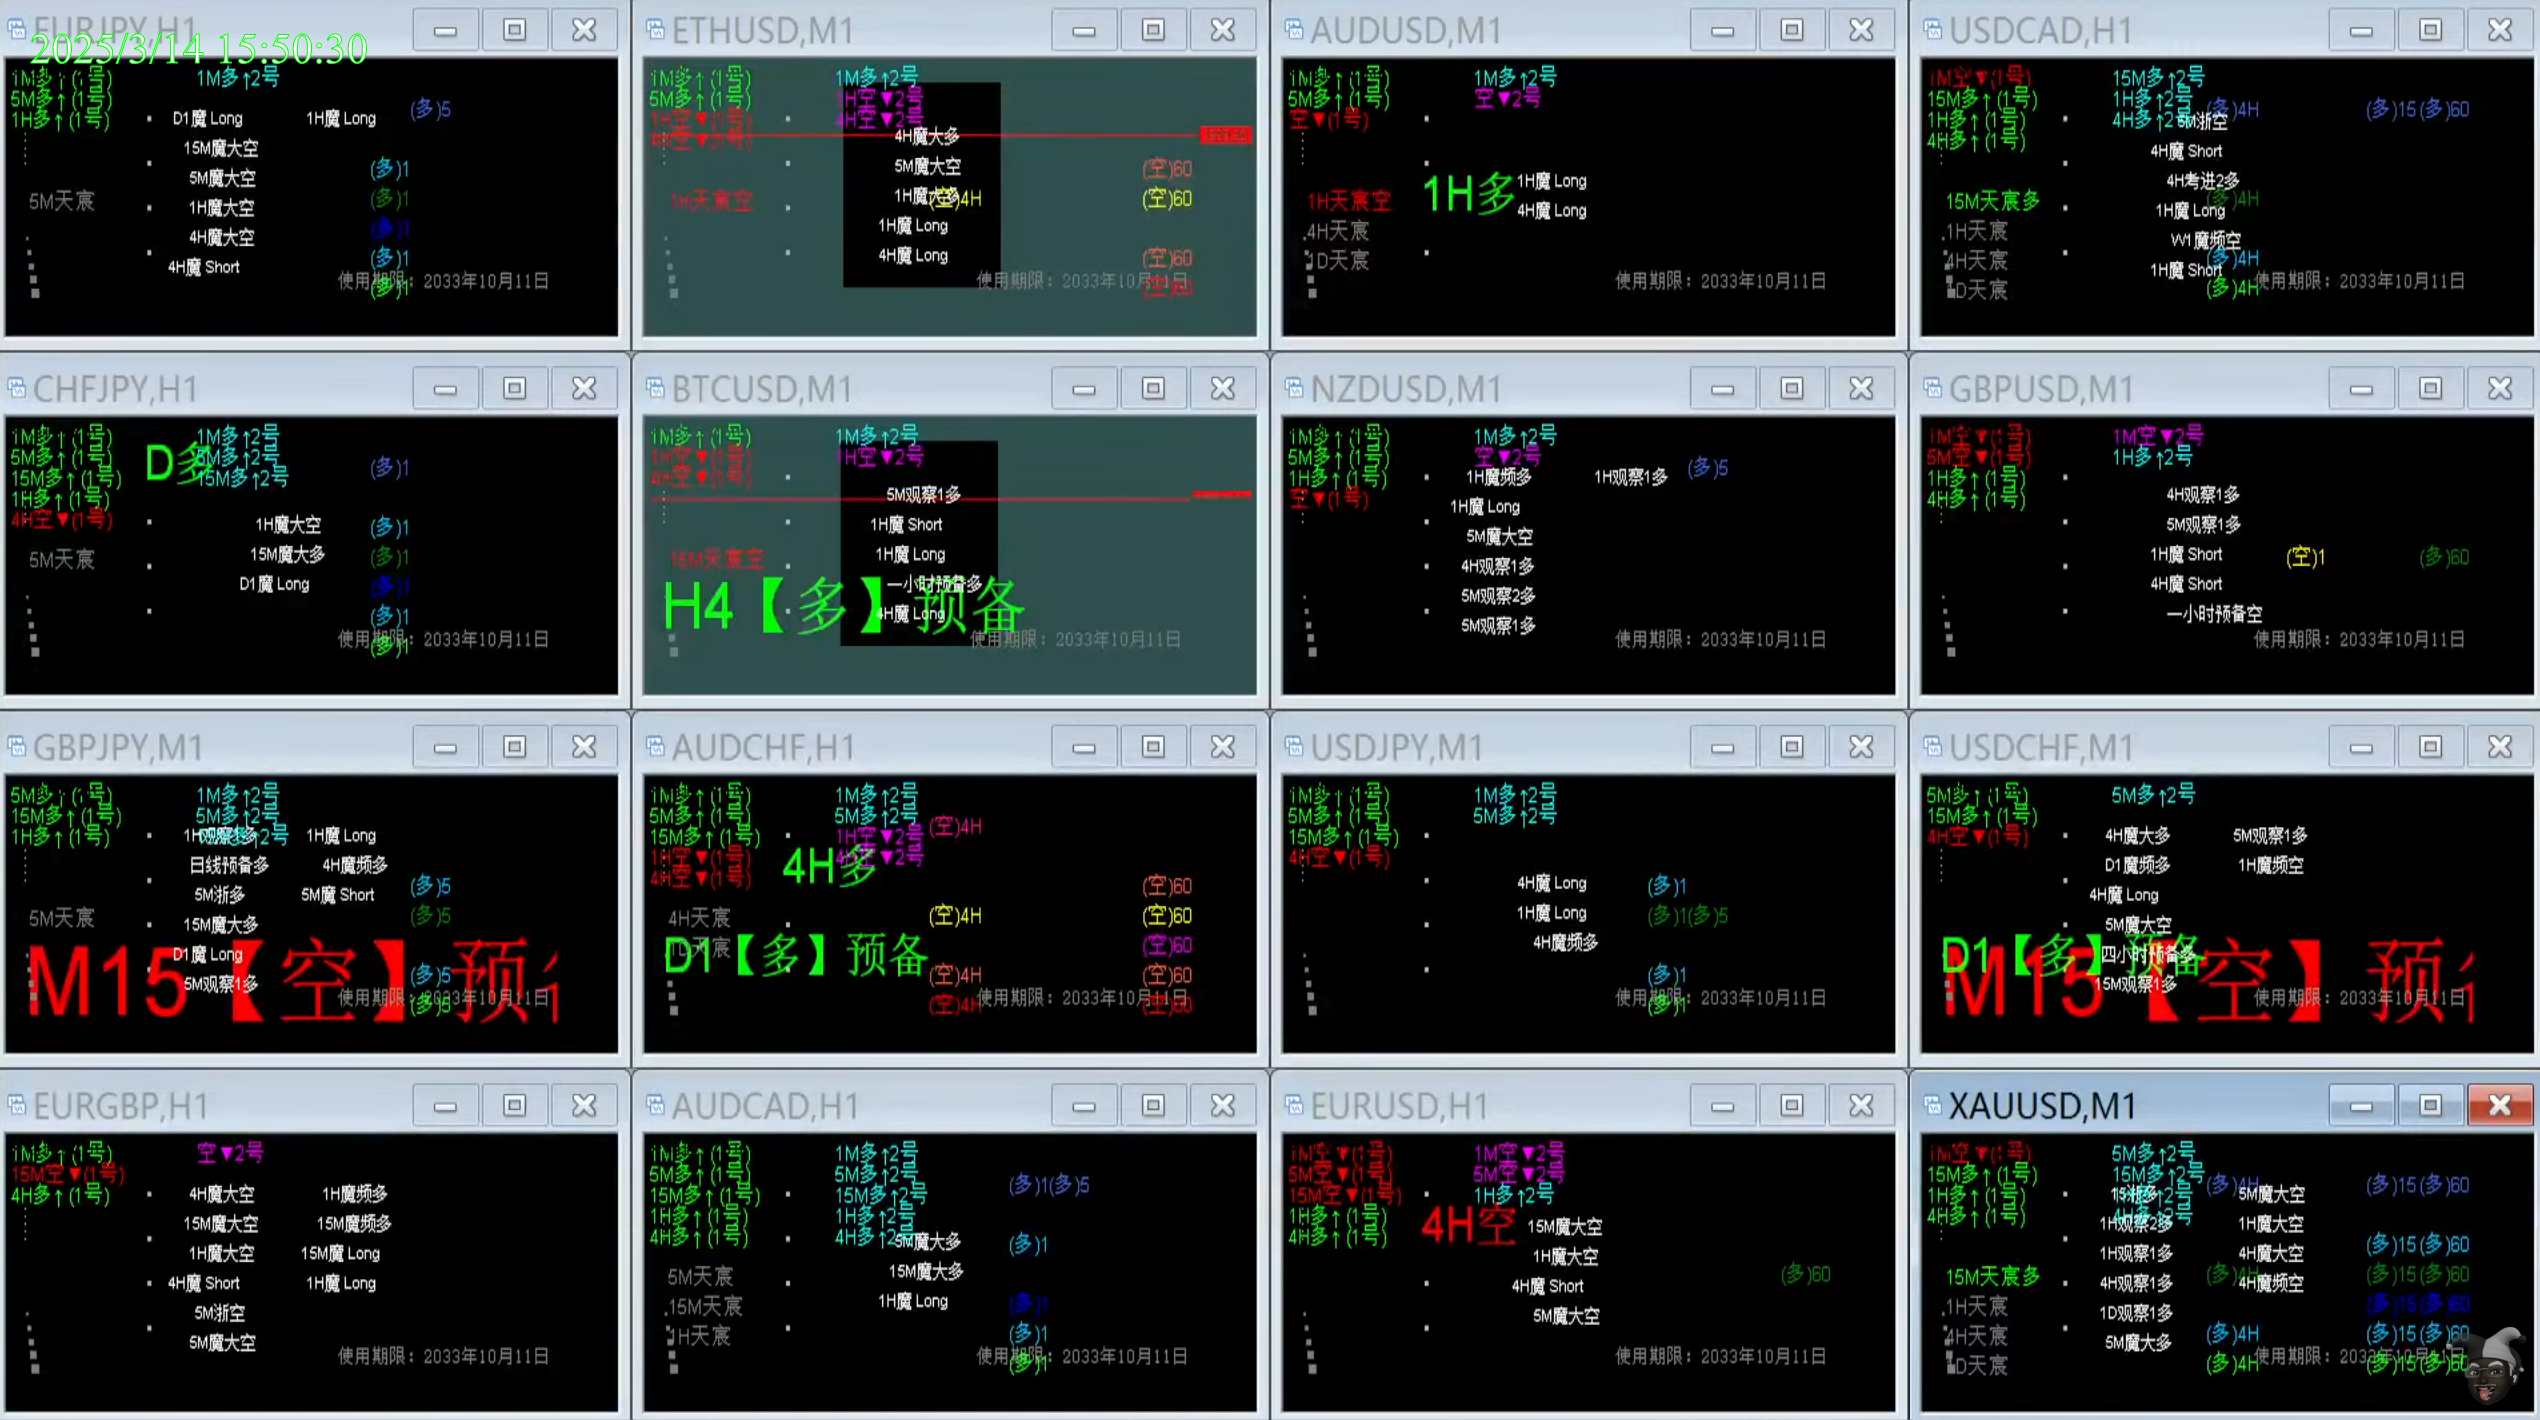 EURJPY,H1
2025/3/14 15:50:30
1M多↑(1号) 1M多↑2号
5M多↑(1号)
1H多↑(1号)
D1魔 Long 1H魔 Long (多)5
15M魔大空
5M魔大空 (多)1
5M天宸 1H魔大空 (多)1
4H魔大空 (多)1
4H魔 Short (多)1
使用期限：2033年10月11日
(多)1
ETHUSD,M1
1M多↑(1号) 1M多↑2号
5M多↑(1号) 1H空▼2号
1H空▼(1号) 4H空▼2号
4H空▼(1号)
4H魔大多
5M魔大空 (空)60
1H天宸空 1H魔大多 (空)4H (空)60
1H魔 Long
4H魔 Long (空)60
使用期限：2033年10月11日
(空)60
AUDUSD,M1
1M多↑(1号) 1M多↑2号
5M多↑(1号) 空▼2号
空▼(1号)
1H多 1H魔 Long
1H天宸空 4H魔 Long
4H天宸
1D天宸
使用期限：2033年10月11日
USDCAD,H1
1M空▼(1号) 15M多↑2号
15M多↑(1号) 1H多↑2号 (多)4H (多)15(多)60
1H多↑(1号) 4H多↑2号 5M浙空
4H多↑(1号)
4H魔 Short
4H考进2多
15M天宸多 1H魔 Long (多)4H
1H天宸 W1魔频空
4H天宸 1H魔 Short (多)4H
1D天宸 (多)4H
使用期限：2033年10月11日
CHFJPY,H1
1M多↑(1号) 1M多↑2号
5M多↑(1号) D多 5M多↑2号 (多)1
15M多↑(1号) 15M多↑2号
1H多↑(1号)
4H空▼(1号) 1H魔大空 (多)1
5M天宸 15M魔大多 (多)1
D1魔 Long (多)1
(多)1
使用期限：2033年10月11日
(多)1
BTCUSD,M1
1M多↑(1号) 1M多↑2号
1H空▼(1号) 1H空▼2号
4H空▼(1号)
5M观察1多
1H魔 Short
15M天宸空 1H魔 Long
一小时预备多
H4【多】预备
4H魔 Long
使用期限：2033年10月11日
NZDUSD,M1
1M多↑(1号) 1M多↑2号
5M多↑(1号) 空▼2号
1H多↑(1号) 1H魔频多 1H观察1多 (多)5
空▼(1号) 1H魔 Long
5M魔大空
4H观察1多
5M观察2多
5M观察1多
使用期限：2033年10月11日
GBPUSD,M1
1M空▼(1号) 1M空▼2号
5M空▼(1号) 1H多↑2号
1H多↑(1号)
4H多↑(1号) 4H观察1多
5M观察1多
1H魔 Short (空)1 (多)60
4H魔 Short
一小时预备空
使用期限：2033年10月11日
GBPJPY,M1
5M多↑(1号) 1M多↑2号
15M多↑(1号) 5M多↑2号
1H多↑(1号) 1H观察1多 1H魔 Long
日线预备多 4H魔频多
5M浙多 5M魔 Short (多)5
5M天宸 15M魔大多 (多)5
D1魔 Long
M15【空】预
5M观察1多 (多)5
使用期限：2033年10月11日
(多)5
AUDCHF,H1
1M多↑(1号) 1M多↑2号
5M多↑(1号) 5M多↑2号 (空)4H
15M多↑(1号) 1H空▼2号
1H空▼(1号) 4H多 4H空▼2号
4H空▼(1号) (空)60
4H天宸 (空)4H (空)60
1D天宸 D1【多】预备 (空)60
(空)4H (空)60
(空)4H 使用期限：2033年10月11日 (空)60
USDJPY,M1
1M多↑(1号) 1M多↑2号
5M多↑(1号) 5M多↑2号
15M多↑(1号)
4H空▼(1号)
4H魔 Long (多)1
1H魔 Long (多)1(多)5
4H魔频多
(多)1
使用期限：2033年10月11日
(多)1
USDCHF,M1
5M多↑(1号) 5M多↑2号
15M多↑(1号)
4H空▼(1号) 4H魔大多 5M观察1多
D1魔频多 1H魔频空
4H魔 Long
5M魔大空
D1【多】预备 四小时预备多
M15【空】预
15M观察1多
使用期限：2033年10月11日
EURGBP,H1
1M多↑(1号) 空▼2号
15M空▼(1号)
4H多↑(1号) 4H魔大空 1H魔频多
15M魔大空 15M魔频多
1H魔大空 15M魔 Long
4H魔 Short 1H魔 Long
5M浙空
5M魔大空
使用期限：2033年10月11日
AUDCAD,H1
1M多↑(1号) 1M多↑2号
5M多↑(1号) 5M多↑2号 (多)1(多)5
15M多↑(1号) 15M多↑2号
1H多↑(1号) 1H多↑2号
4H多↑(1号) 4H多↑2号 5M魔大多 (多)1
5M天宸 15M魔大多
15M天宸 1H魔 Long (多)1
1H天宸 (多)1
使用期限：2033年10月11日
(多)1
EURUSD,H1
1M空▼(1号) 1M空▼2号
5M空▼(1号) 5M空▼2号
15M空▼(1号) 1H多↑2号
1H多↑(1号) 4H空 15M魔大空
4H多↑(1号) 1H魔大空
4H魔 Short (多)60
5M魔大空
使用期限：2033年10月11日
XAUUSD,M1
1M空▼(1号) 5M多↑2号
15M多↑(1号) 15M多↑2号 (多)4H (多)15(多)60
1H多↑(1号) 5M魔大空
4H多↑(1号) 4H多↑2号
1H观察2多 1H魔大空
1H观察1多 4H魔大空 (多)15(多)60
15M天宸多 4H观察1多 (多)4H 4H魔频空 (多)15(多)60
1H天宸 1D观察1多 (多)15(多)60
4H天宸 5M魔大多 (多)4H (多)15(多)60
1D天宸 (多)4H (多)15(多)60
使用期限：2033年10月11日